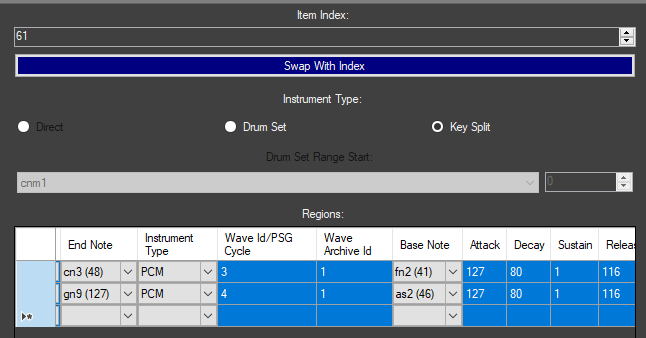 Item Index:
61
Swap With Index
Instrument Type:
Direct Drum Set Key Split
Drum Set Range Start:
cnm1 0
Regions:
End Note Instrument Type Wave Id/PSG Cycle Wave Archive Id Base Note Attack Decay Sustain Releas
cn3 (48) PCM 3 1 fn2 (41) 127 80 1 116
gn9 (127) PCM 4 1 as2 (46) 127 80 1 116